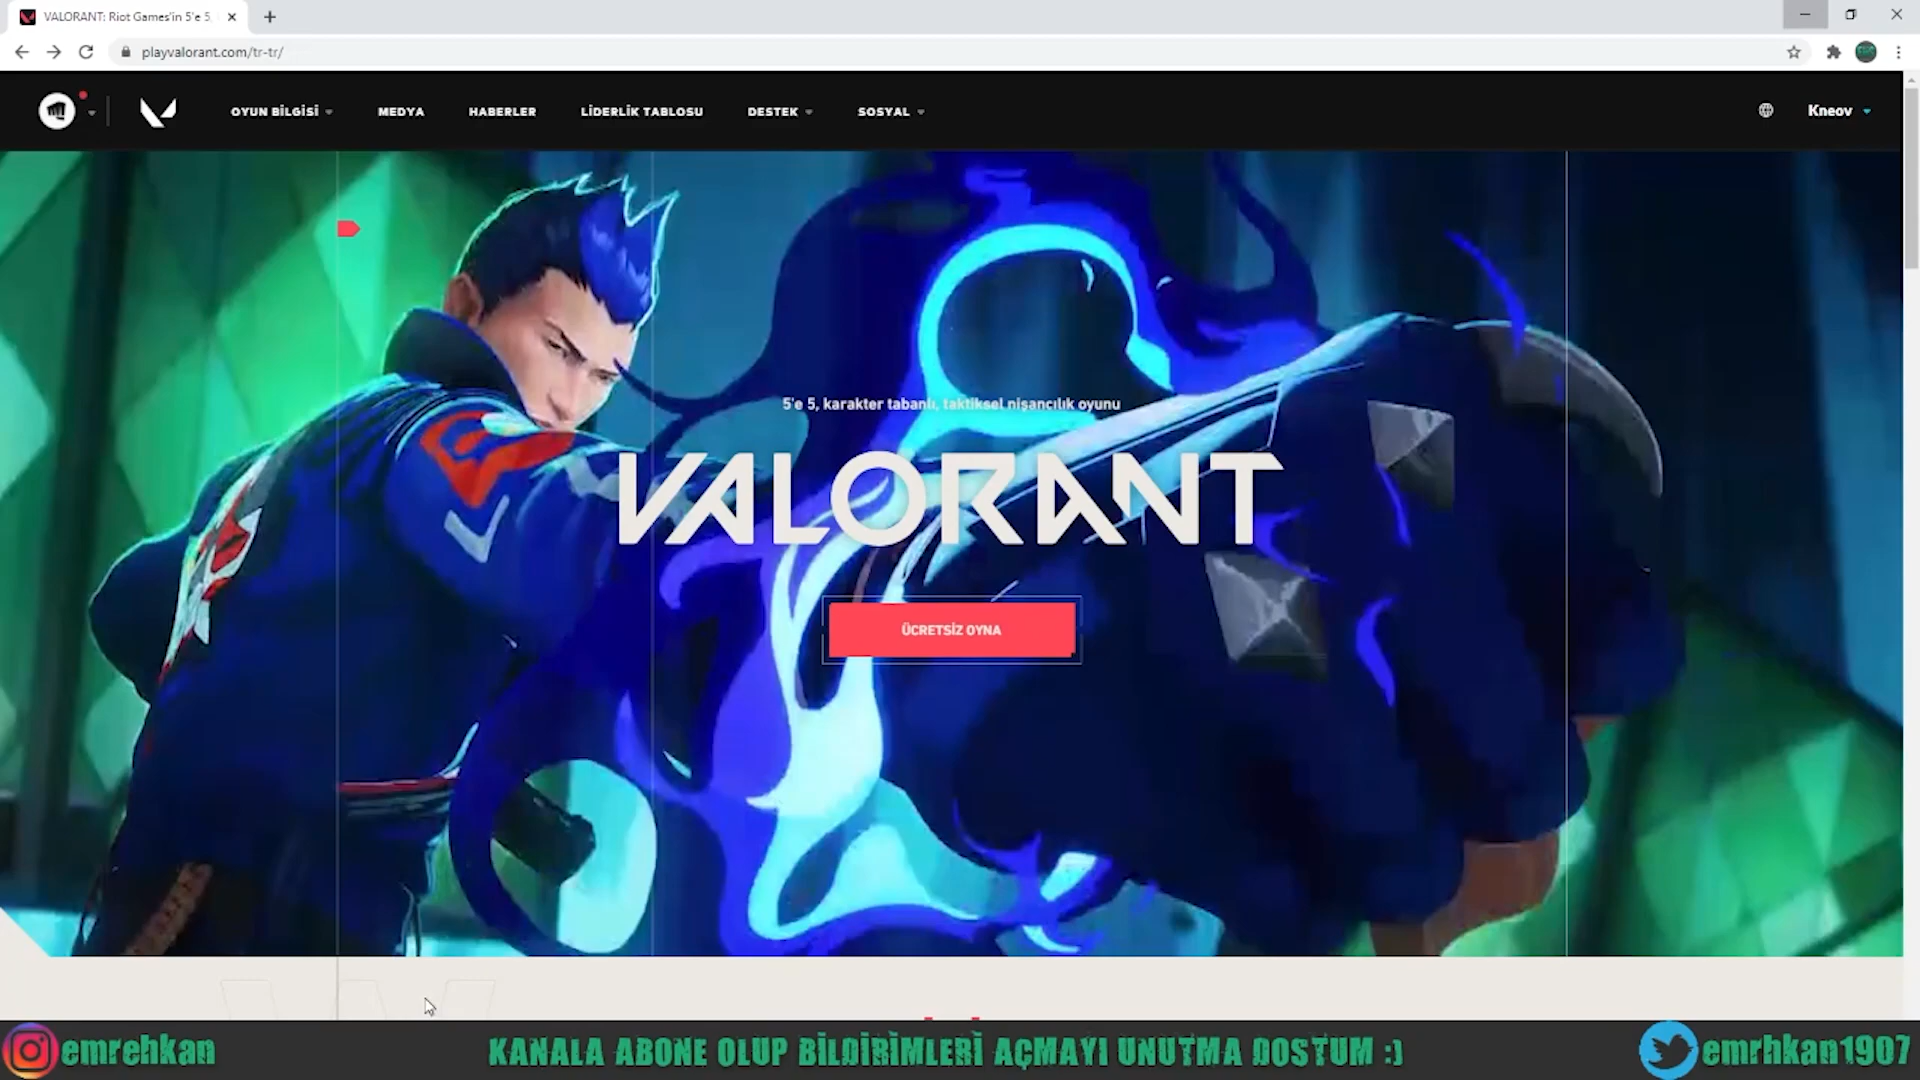 VALORANT: Riot Games'in 5'e 5,
playvalorant.com/tr-tr/
OYUN BİLGİSİ
MEDYA
HABERLER
LİDERLİK TABLOSU
DESTEK
SOSYAL
Kneov
5'e 5, karakter tabanlı, taktiksel nişancılık oyunu
VALORANT
ÜCRETSİZ OYNA
emrehkan
KANALA ABONE OLUP BİLDİRİMLERİ AÇMAYI UNUTMA DOSTUM :)
emrhkan1907